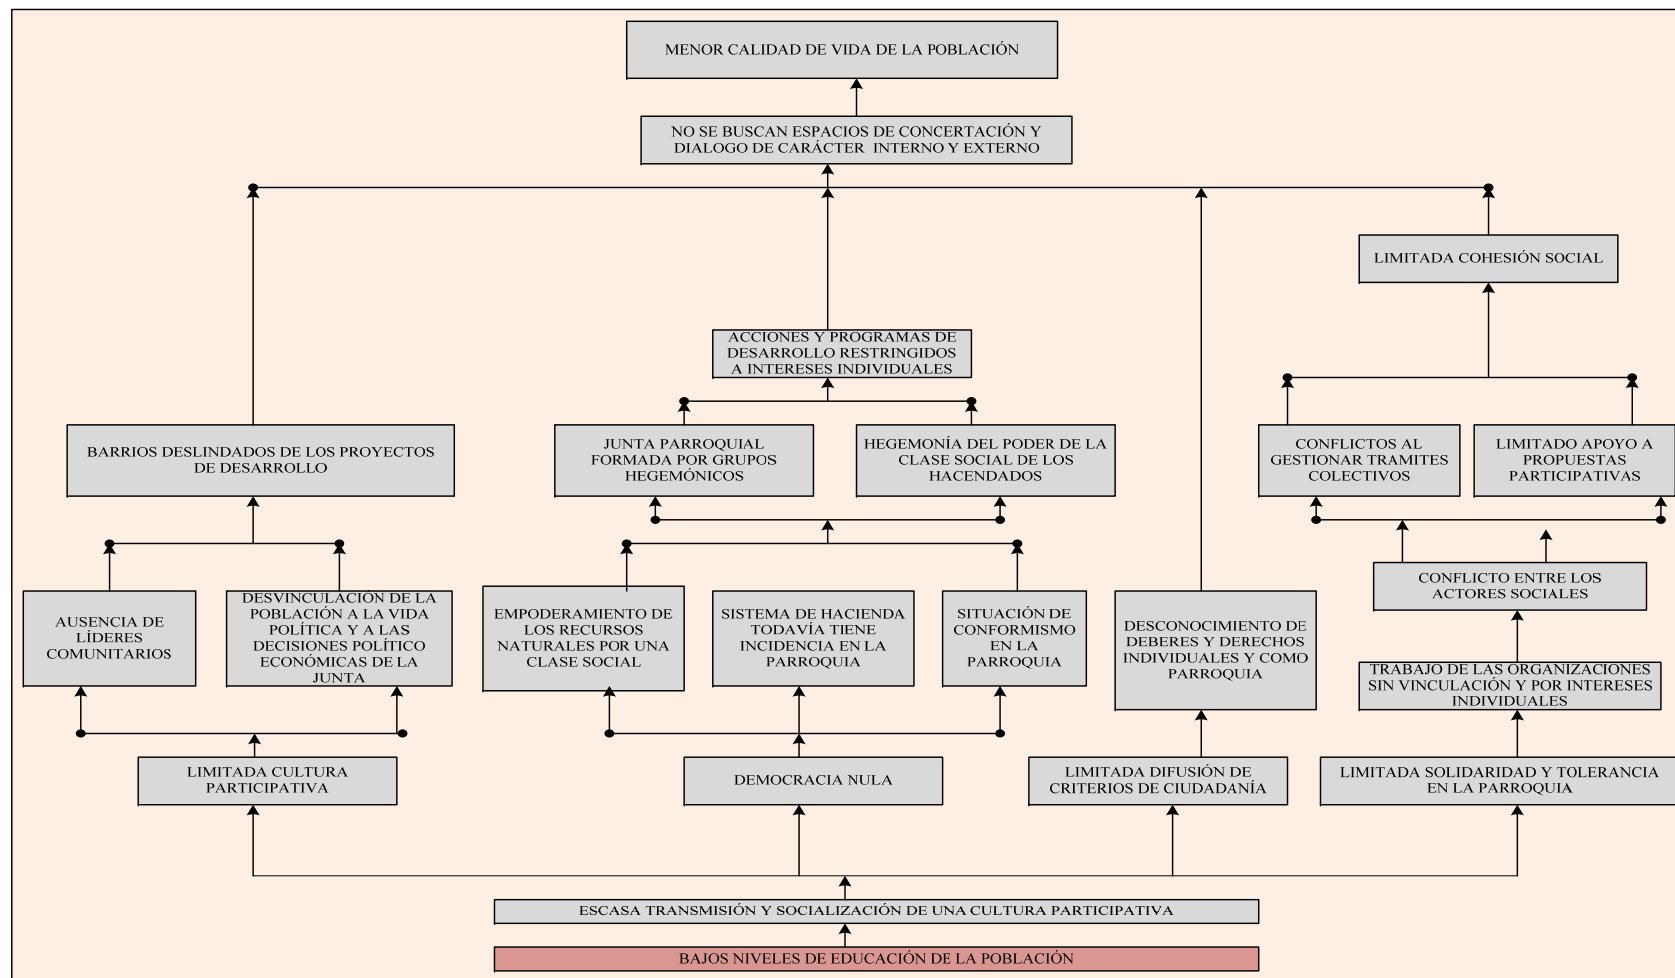 MENOR CALIDAD DE VIDA DE LA POBLACIÓN
NO SE BUSCAN ESPACIOS DE CONCERTACIÓN Y
DIALOGO DE CARÁCTER INTERNO Y EXTERNO
LIMITADA COHESIÓN SOCIAL
ACCIONES Y PROGRAMAS DE
DESARROLLO RESTRINGIDOS
A INTERESES INDIVIDUALES
BARRIOS DESLINDADOS DE LOS PROYECTOS
DE DESARROLLO
JUNTA PARROQUIAL
FORMADA POR GRUPOS
HEGEMÓNICOS
HEGEMONÍA DEL PODER DE LA
CLASE SOCIAL DE LOS
HACENDADOS
CONFLICTOS AL
GESTIONAR TRAMITES
COLECTIVOS
LIMITADO APOYO A
PROPUESTAS
PARTICIPATIVAS
AUSENCIA DE
LÍDERES
COMUNITARIOS
DESVINCULACIÓN DE LA
POBLACIÓN A LA VIDA
POLÍTICA Y A LAS
DECISIONES POLÍTICO
ECONÓMICAS DE LA
JUNTA
EMPODERAMIENTO DE
LOS RECURSOS
NATURALES POR UNA
CLASE SOCIAL
SISTEMA DE HACIENDA
TODAVÍA TIENE
INCIDENCIA EN LA
PARROQUIA
SITUACIÓN DE
CONFORMISMO
EN LA
PARROQUIA
DESCONOCIMIENTO DE
DEBERES Y DERECHOS
INDIVIDUALES Y COMO
PARROQUIA
CONFLICTO ENTRE LOS
ACTORES SOCIALES
TRABAJO DE LAS ORGANIZACIONES
SIN VINCULACIÓN Y POR INTERESES
INDIVIDUALES
LIMITADA CULTURA
PARTICIPATIVA
DEMOCRACIA NULA
LIMITADA DIFUSIÓN DE
CRITERIOS DE CIUDADANÍA
LIMITADA SOLIDARIDAD Y TOLERANCIA
EN LA PARROQUIA
ESCASA TRANSMISIÓN Y SOCIALIZACIÓN DE UNA CULTURA PARTICIPATIVA
BAJOS NIVELES DE EDUCACIÓN DE LA POBLACIÓN